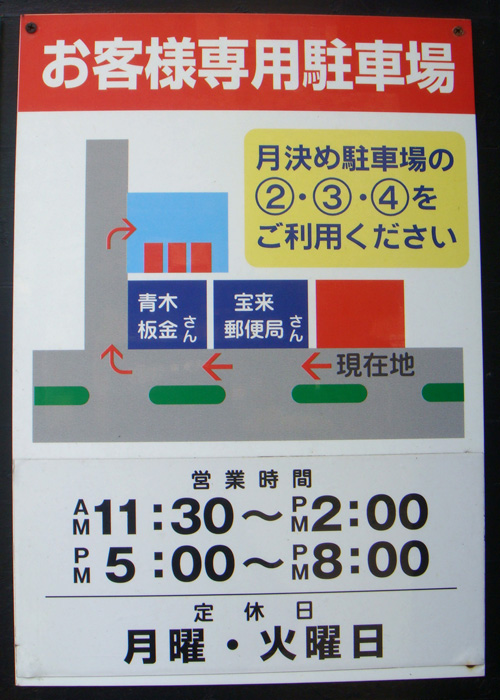 お客様専用駐車場
月決め駐車場の
②・③・④を
ご利用ください
青木
板金さん
宝来
郵便局さん
現在地
営業時間
AM11:30～PM2:00
PM5:00～PM8:00
定休日
月曜・火曜日